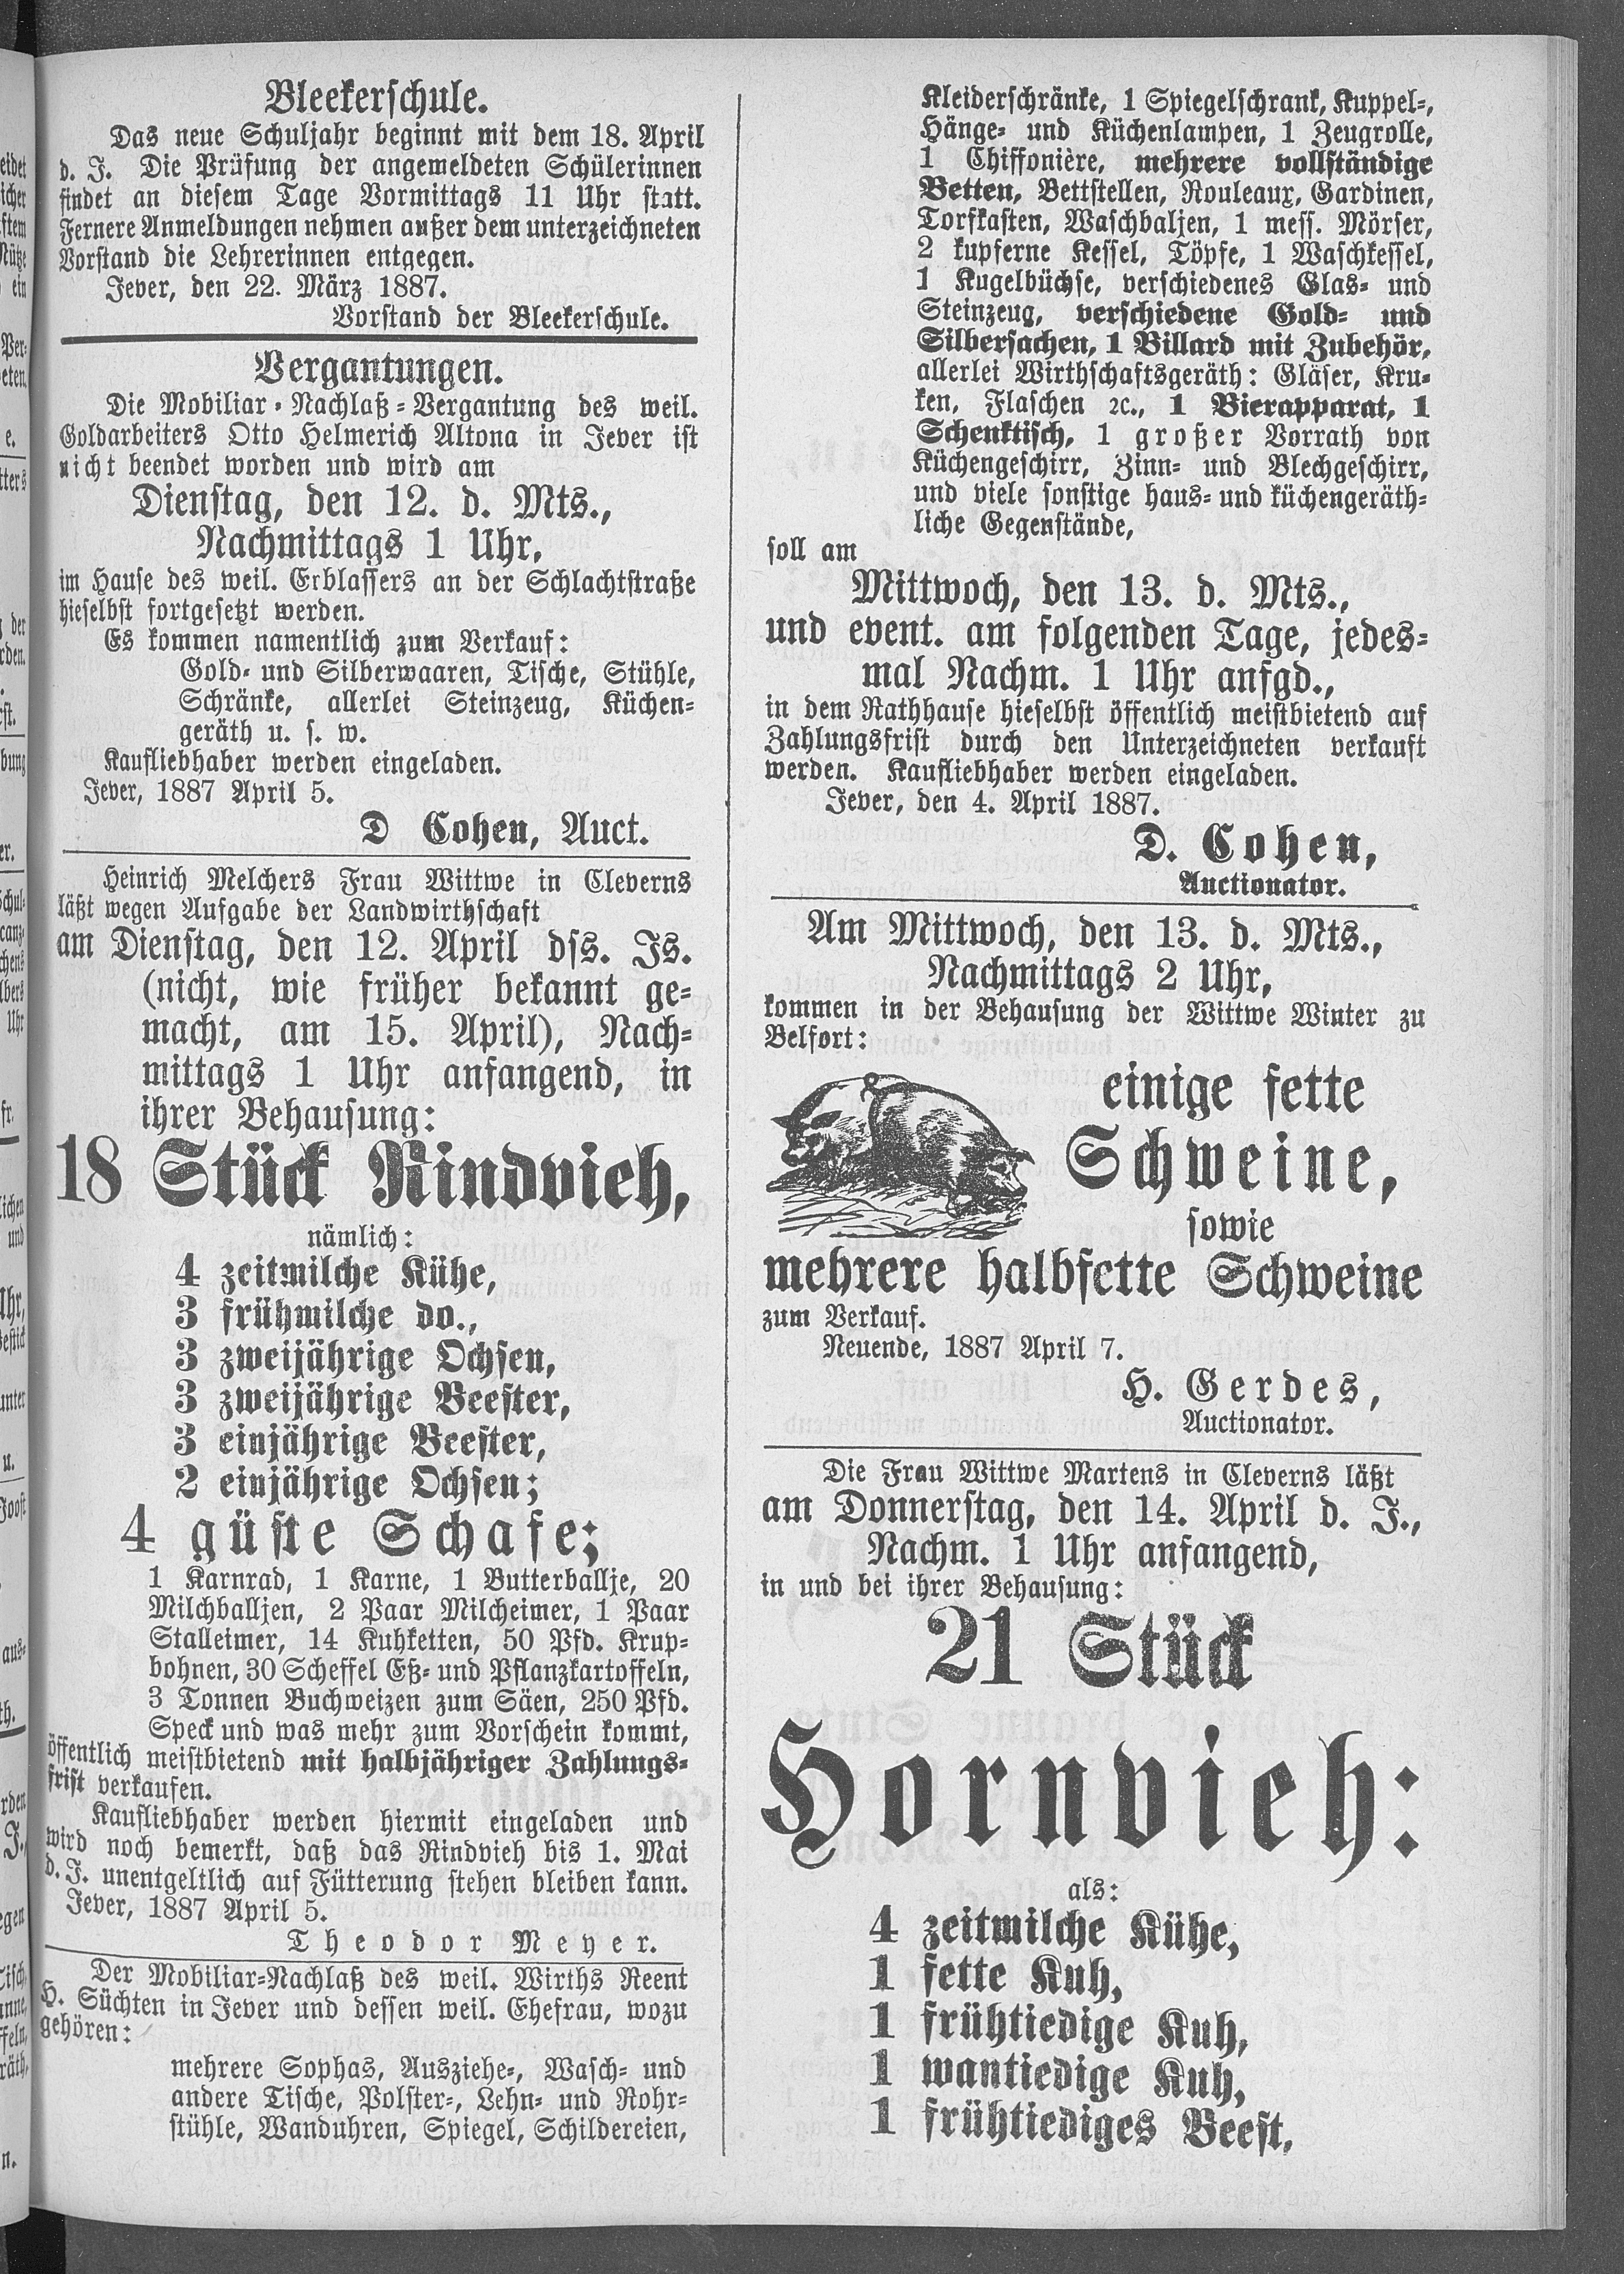 Bleekerschule.
Das neue Schuljahr beginnt mit dem 18. April
d. J. Die Prüfung der angemeldeten Schülerinnen
findet an diesem Tage Vormittags 11 Uhr statt.
Fernere Anmeldungen nehmen außer dem unterzeichneten
Vorstand die Lehrerinnen entgegen.
Jever, den 22. März 1887.
Vorstand der Bleekerschule.
Vergantungen.
Die Mobiliar-Nachlaß-Vergantung des weil.
Goldarbeiters Otto Helmerich Altona in Jever ist
nicht beendet worden und wird am
Dienstag, den 12. d. Mts.,
Nachmittags 1 Uhr,
im Hause des weil. Erblassers an der Schlachtstraße
hieselbst fortgesetzt werden.
Es kommen namentlich zum Verkauf:
Gold- und Silberwaaren, Tische, Stühle,
Schränke, allerlei Steinzeug, Küchen-
geräth u. s. w.
Kaufliebhaber werden eingeladen.
Jever, 1887 April 5.
D Cohen, Auct.
Heinrich Melchers Frau Wittwe in Cleverns
läßt wegen Aufgabe der Landwirthschaft
am Dienstag, den 12. April dss. Js.
(nicht, wie früher bekannt ge-
macht, am 15. April), Nach-
mittags 1 Uhr anfangend, in
ihrer Behausung:
18 Stück Rindvieh,
nämlich:
4 zeitmilche Kühe,
3 frühmilche do.,
3 zweijährige Ochsen,
3 zweijährige Beester,
3 einjährige Beester,
2 einjährige Ochsen;
4 güste Schafe;
1 Karnrad, 1 Karne, 1 Butterballje, 20
Milchballjen, 2 Paar Milcheimer, 1 Paar
Stalleimer, 14 Kuhketten, 50 Pfd. Krup-
bohnen, 30 Scheffel Eß- und Pflanzkartoffeln,
3 Tonnen Buchweizen zum Säen, 250 Pfd.
Speck und was mehr zum Vorschein kommt,
öffentlich meistbietend mit halbjähriger Zahlungs-
frist verkaufen.
Kaufliebhaber werden hiermit eingeladen und
wird noch bemerkt, daß das Rindvieh bis 1. Mai
d. J. unentgeltlich auf Fütterung stehen bleiben kann.
Jever, 1887 April 5.
Theodor Meyer.
Der Mobiliar-Nachlaß des weil. Wirths Reent
H. Süchten in Jever und dessen weil. Ehefrau, wozu
gehören:
mehrere Sophas, Ausziehe-, Wasch- und
andere Tische, Polster-, Lehn- und Rohr-
stühle, Wanduhren, Spiegel, Schildereien,
Kleiderschränke, 1 Spiegelschrank, Kuppel-,
Hänge- und Küchenlampen, 1 Zeugrolle,
1 Chiffonière, mehrere vollständige
Betten, Bettstellen, Rouleaux, Gardinen,
Torfkasten, Waschbaljen, 1 mess. Mörser,
2 kupferne Kessel, Töpfe, 1 Waschkessel,
1 Kugelbüchse, verschiedenes Glas- und
Steinzeug, verschiedene Gold- und
Silbersachen, 1 Billard mit Zubehör,
allerlei Wirthschaftsgeräth: Gläser, Kru-
ken, Flaschen ꝛc., 1 Bierapparat, 1
Schenktisch, 1 großer Vorrath von
Küchengeschirr, Zinn- und Blechgeschirr,
und viele sonstige haus- und küchengeräth-
liche Gegenstände,
soll am
Mittwoch, den 13. d. Mts.,
und event. am folgenden Tage, jedes-
mal Nachm. 1 Uhr anfgd.,
in dem Rathhause hieselbst öffentlich meistbietend auf
Zahlungsfrist durch den Unterzeichneten verkauft
werden. Kaufliebhaber werden eingeladen.
Jever, den 4. April 1887.
D. Cohen,
Auctionator.
Am Mittwoch, den 13. d. Mts.,
Nachmittags 2 Uhr,
kommen in der Behausung der Wittwe Winter zu
Belfort:
einige fette
Schweine,
sowie
mehrere halbfette Schweine
zum Verkauf.
Neuende, 1887 April 7.
H. Gerdes,
Auctionator.
Die Frau Wittwe Martens in Cleverns läßt
am Donnerstag, den 14. April d. J.,
Nachm. 1 Uhr anfangend,
in und bei ihrer Behausung:
21 Stück
Hornvieh:
als:
4 zeitmilche Kühe,
1 fette Kuh,
1 frühtiedige Kuh,
1 wantiedige Kuh,
1 frühtiediges Beest,